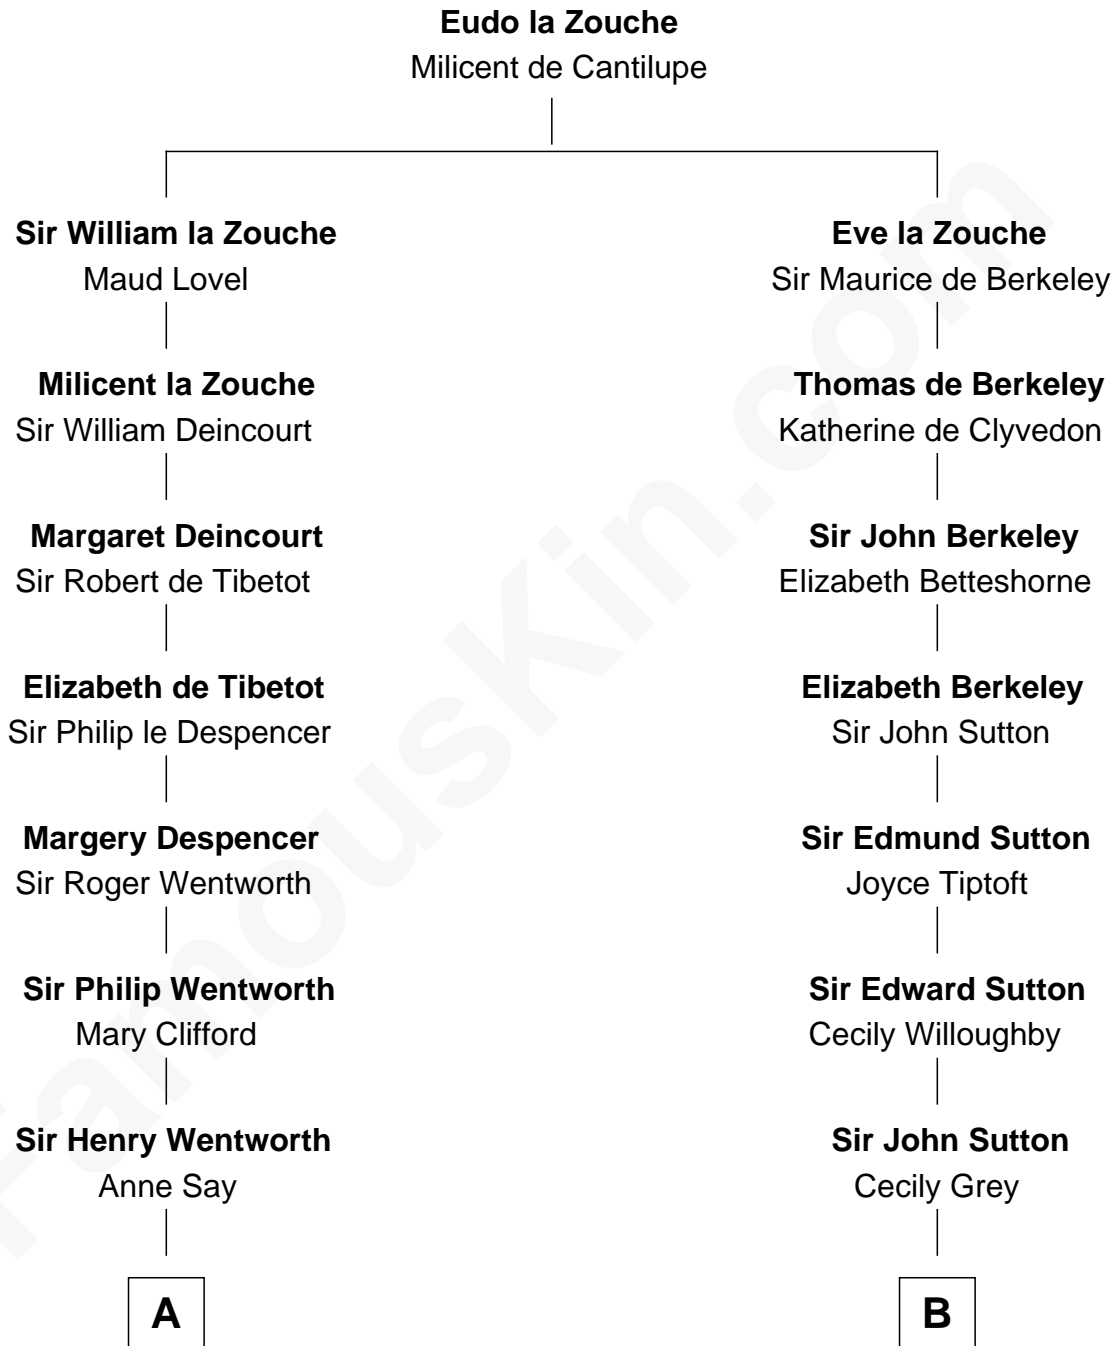 Eudo la Zouche
Milicent de Cantilupe
Sir William la Zouche
Maud Lovel
Eve la Zouche
Sir Maurice de Berkeley
Milicent la Zouche
Sir William Deincourt
Thomas de Berkeley
Katherine de Clyvedon
Margaret Deincourt
Sir Robert de Tibetot
Sir John Berkeley
Elizabeth Betteshorne
Elizabeth de Tibetot
Sir Philip le Despencer
Elizabeth Berkeley
Sir John Sutton
Margery Despencer
Sir Roger Wentworth
Sir Edmund Sutton
Joyce Tiptoft
Sir Philip Wentworth
Mary Clifford
Sir Edward Sutton
Cecily Willoughby
Sir Henry Wentworth
Anne Say
Sir John Sutton
Cecily Grey
A
B
FamousKin.com